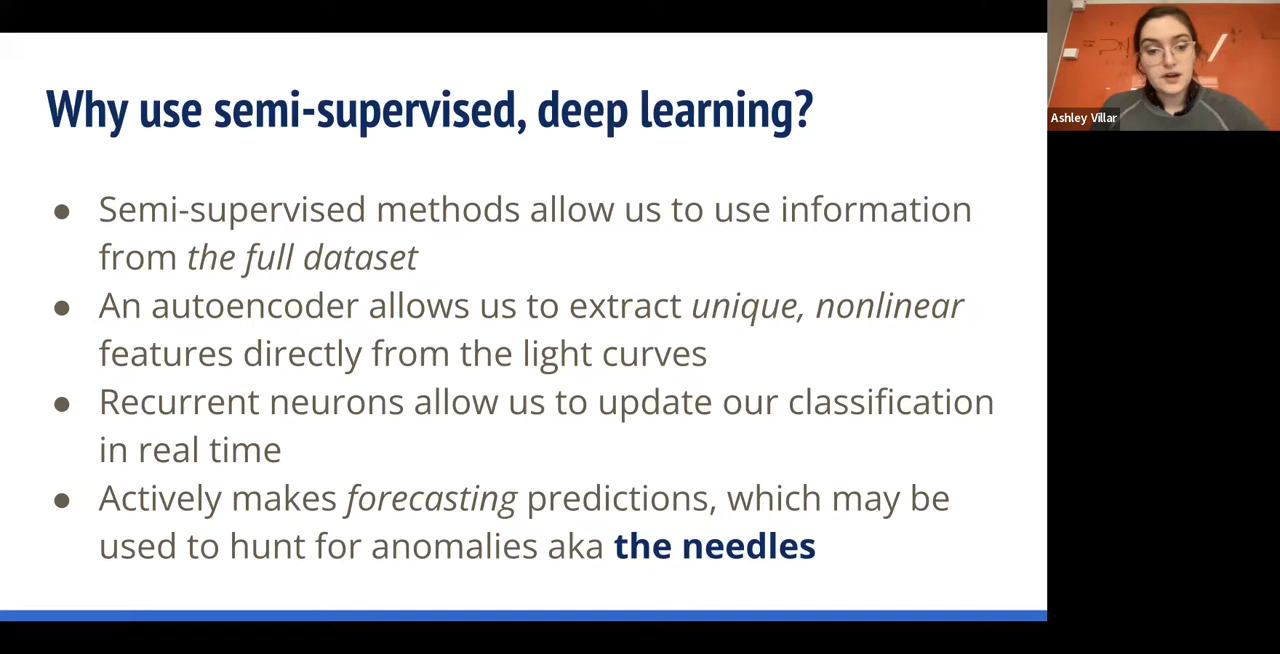 Why use semi-supervised, deep learning?
● Semi-supervised methods allow us to use information
from the full dataset
● An autoencoder allows us to extract unique, nonlinear
features directly from the light curves
● Recurrent neurons allow us to update our classification
in real time
● Actively makes forecasting predictions, which may be
used to hunt for anomalies aka the needles
Ashley Villar